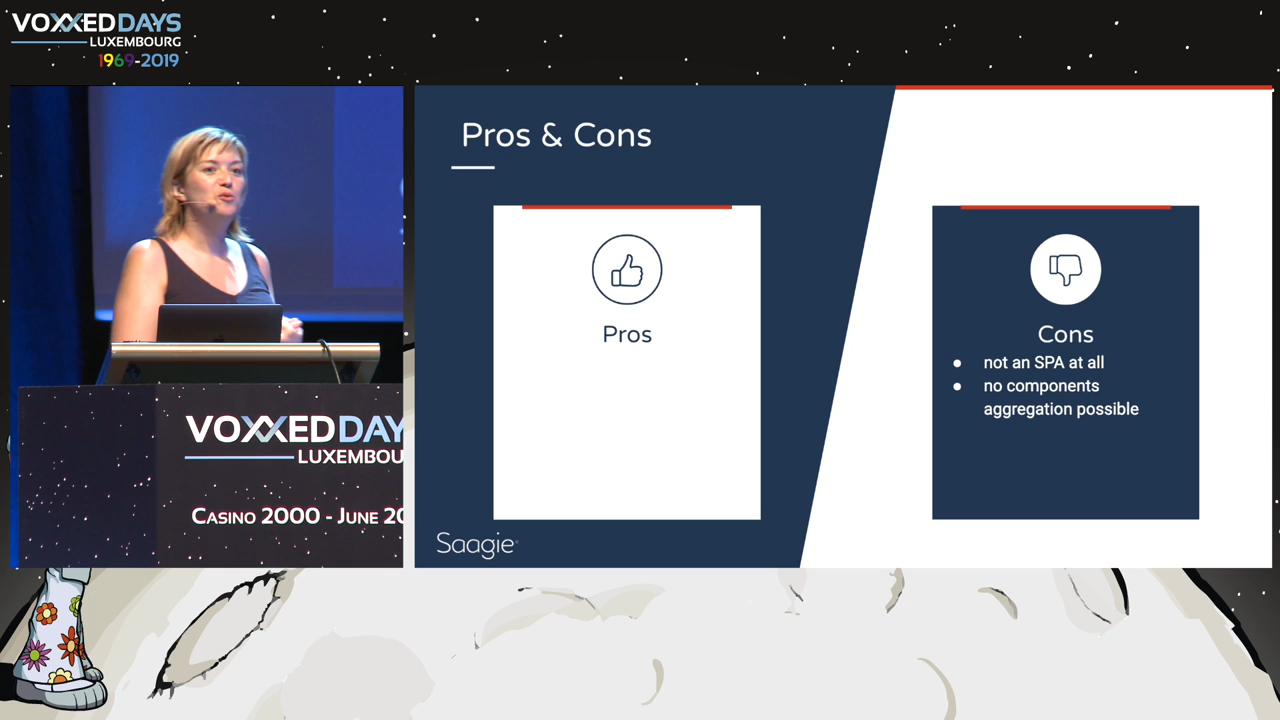 VOXXED DAYS
LUXEMBOURG
1969-2019
VOXXED DAY
LUXEMBOU
CASINO 2000 - JUNE 20
Pros & Cons
Pros
Cons
● not an SPA at all
● no components
aggregation possible
Saagie